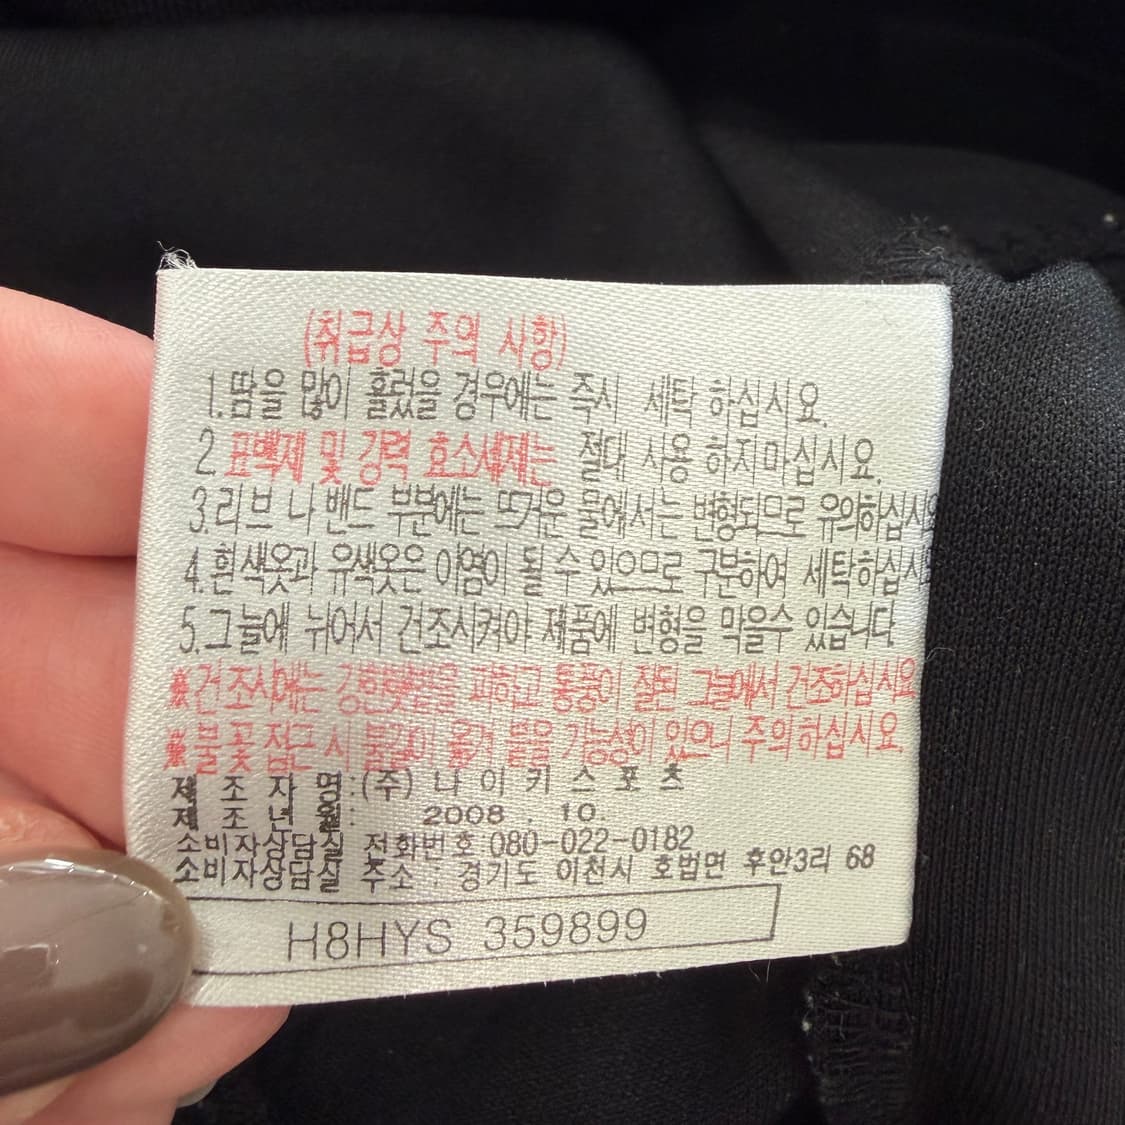 (취급상 주의 사항)
1.땀을 많이 흘렸을 경우에는 즉시 세탁 하십시요.
2 표백제 및 강력 효소세제는 절대 사용 하지마십시요.
3.리브 나 밴드 부분에는 뜨거운 물에서는 변형되므로 유의하십시요
4.흰색옷과 유색옷은 이염이 될 수 있으므로 구분하여 세탁하십시요
5.그늘에 뉘어서 건조시켜야 제품에 변형을 막을수 있습니다.
※건조시에는 강한햇빛을 피하고 통풍이 잘된 그늘에서 건조하십시요
※불꽃 접근 시 불길이 옮겨 붙을 가능성이 있으니 주의하십시요.
제 조 자 명:(주) 나 이 키 스 포 츠
제 조 년 월: 2008 . 10.
소비자상담실 전화번호 080-022-0182
소비자상담실 주소 : 경기도 이천시 호법면 후안3리 68
H8HYS 359899